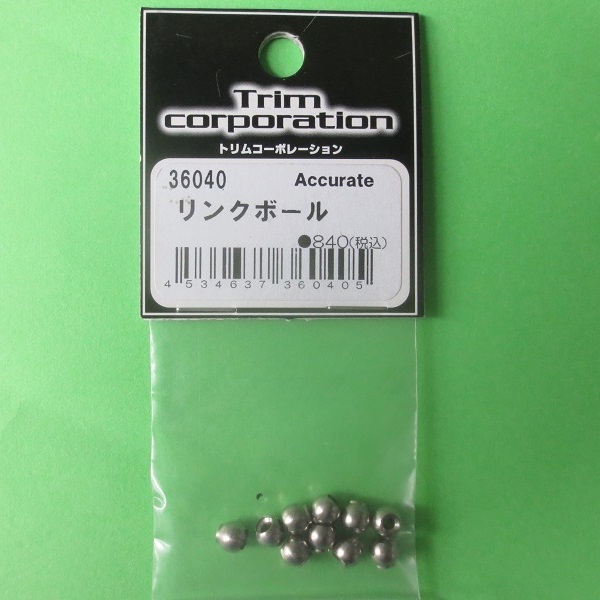 Trim
corporation
トリムコーポレーション
36040 Accurate
リンクボール
●840(税込)
4 534637 360405